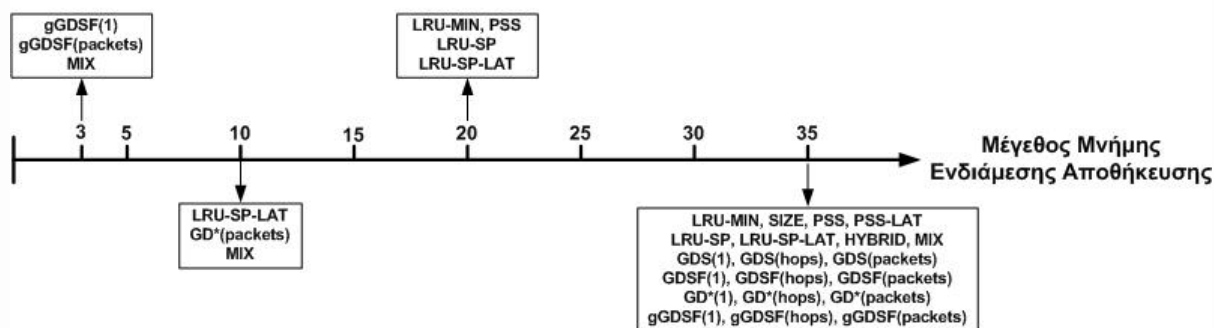 gGDSF(1)
gGDSF(packets)
MIX
LRU-MIN, PSS
LRU-SP
LRU-SP-LAT
3 5 10 15 20 25 30 35
Μέγεθος Μνήμης
Ενδιάμεσης Αποθήκευσης
LRU-SP-LAT
GD*(packets)
MIX
LRU-MIN, SIZE, PSS, PSS-LAT
LRU-SP, LRU-SP-LAT, HYBRID, MIX
GDS(1), GDS(hops), GDS(packets)
GDSF(1), GDSF(hops), GDSF(packets)
GD*(1), GD*(hops), GD*(packets)
gGDSF(1), gGDSF(hops), gGDSF(packets)